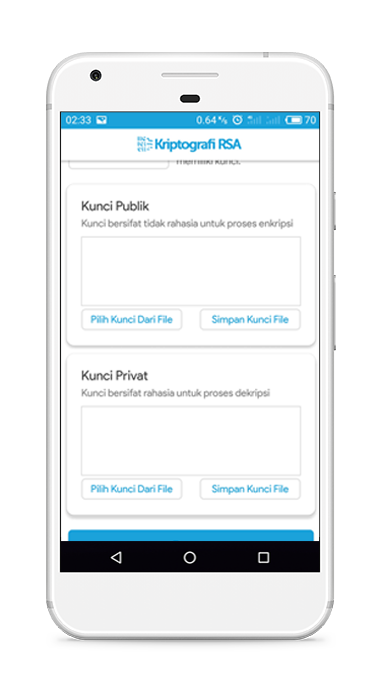 02:33 0.64 % 70
Kriptografi RSA
memiliki kunci.
Kunci Publik
Kunci bersifat tidak rahasia untuk proses enkripsi
Pilih Kunci Dari File Simpan Kunci File
Kunci Privat
Kunci bersifat rahasia untuk proses dekripsi
Pilih Kunci Dari File Simpan Kunci File